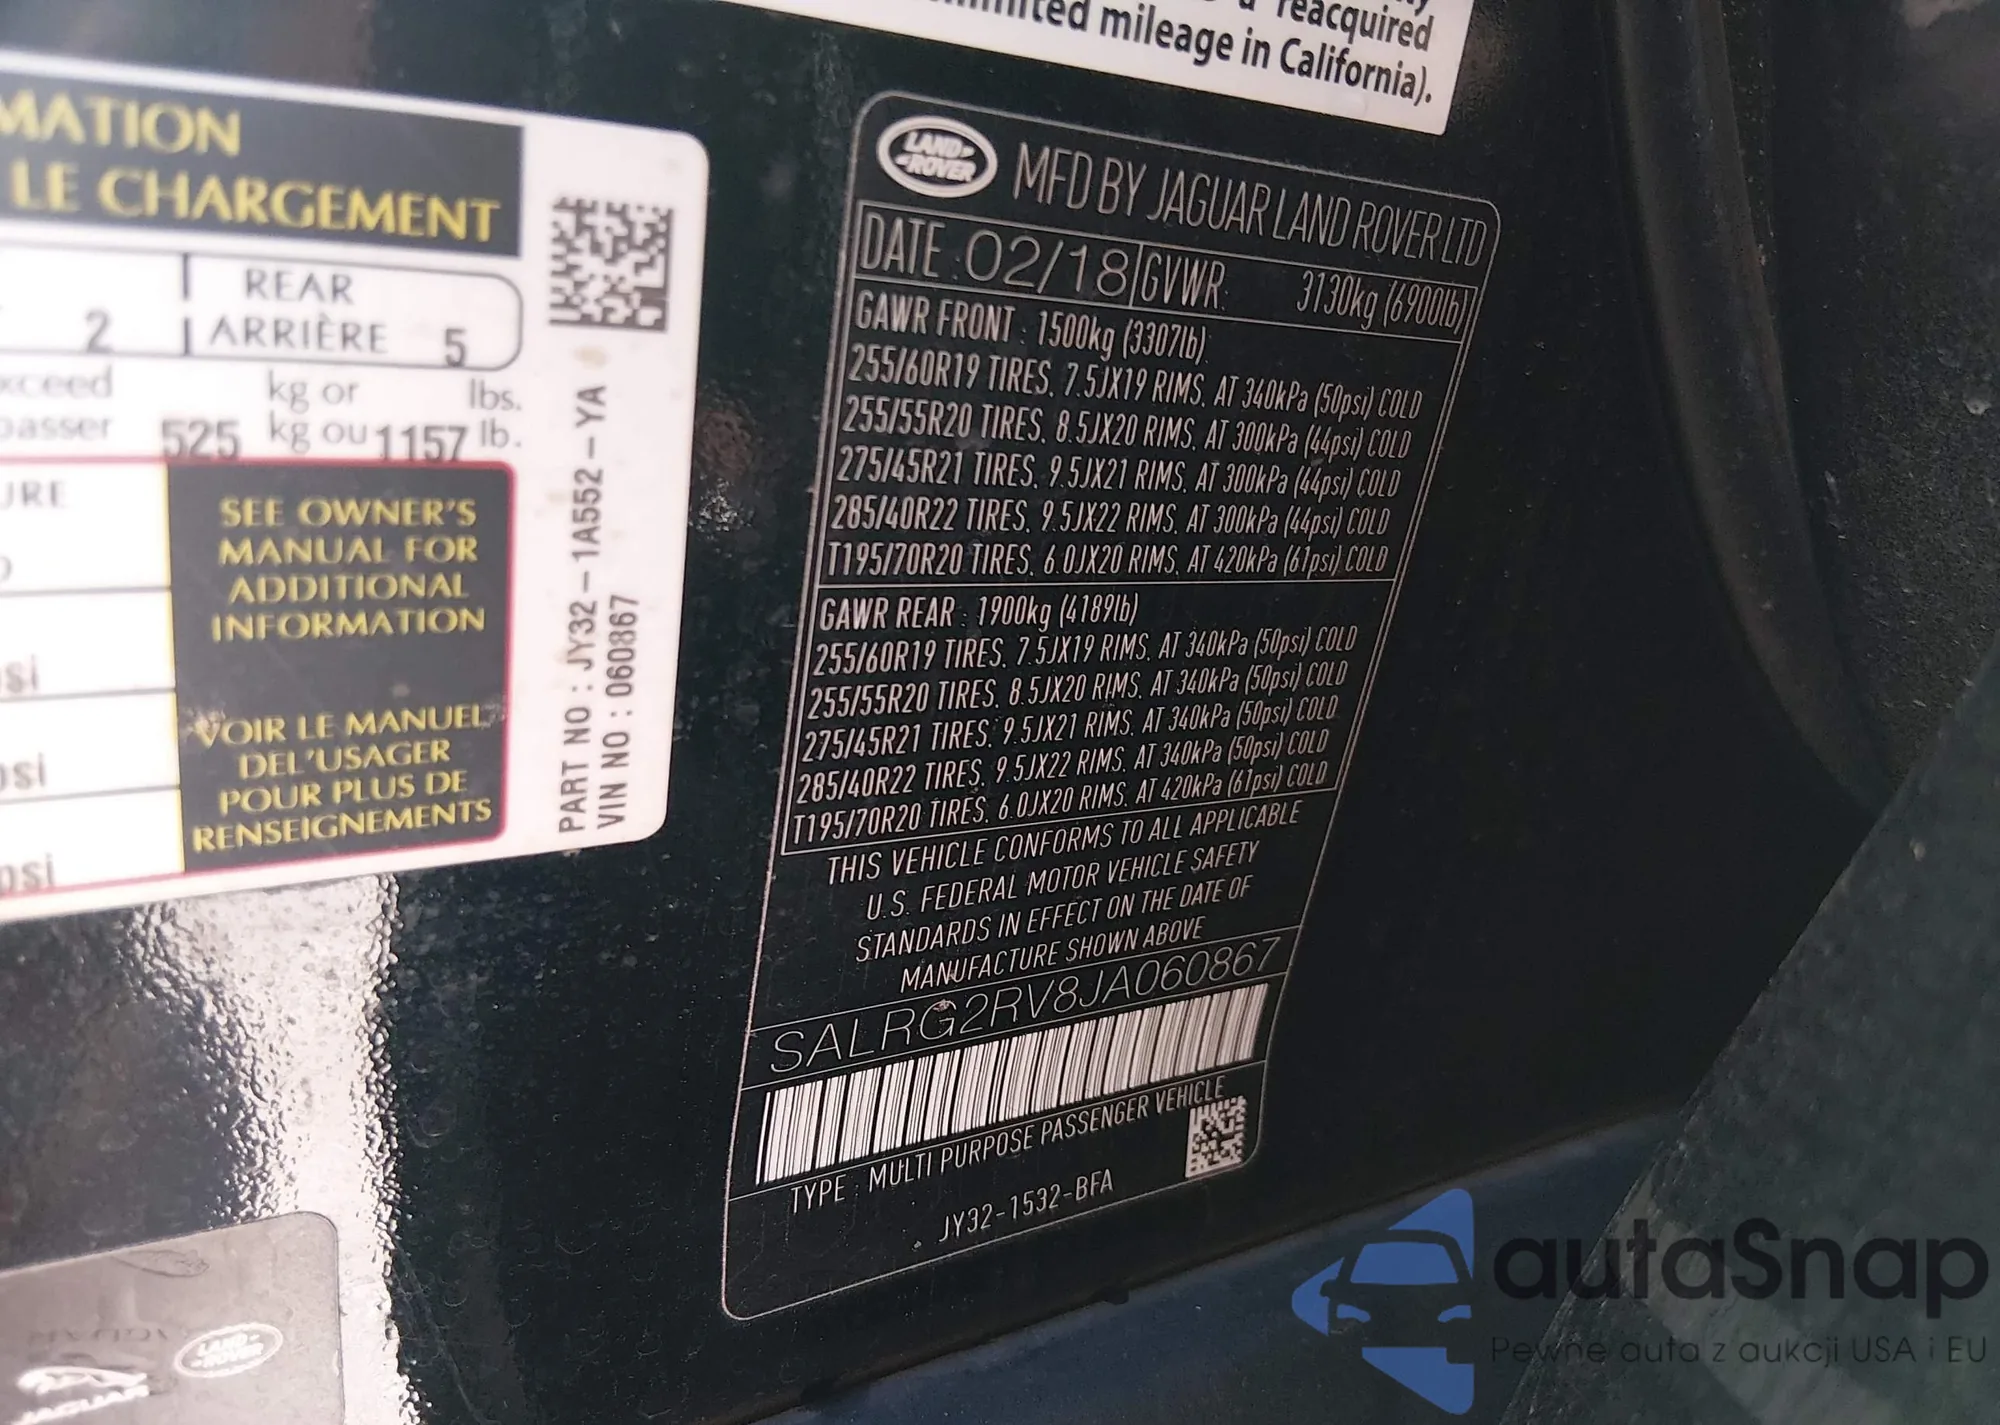 a reacquired
mileage in California).
MATION
LE CHARGEMENT
REAR
2 ARRIÈRE 5
kg or lbs.
525 kg ou 1157 lb.
SEE OWNER'S
MANUAL FOR
ADDITIONAL
INFORMATION
VOIR LE MANUEL
DEL'USAGER
POUR PLUS DE
RENSEIGNEMENTS
psi
psi
PART NO : JY32-1A552-YA
VIN NO : 060867
LAND ROVER
MFD BY JAGUAR LAND ROVER LTD
DATE : 02/18 GVWR: 3130kg (6900lb)
GAWR FRONT : 1500kg (3307lb)
255/60R19 TIRES, 7.5JX19 RIMS, AT 340kPa (50psi) COLD
255/55R20 TIRES, 8.5JX20 RIMS, AT 300kPa (44psi) COLD
275/45R21 TIRES, 9.5JX21 RIMS, AT 300kPa (44psi) COLD
285/40R22 TIRES, 9.5JX22 RIMS, AT 300kPa (44psi) COLD
T195/70R20 TIRES, 6.0JX20 RIMS, AT 420kPa (61psi) COLD
GAWR REAR : 1900kg (4189lb)
255/60R19 TIRES, 7.5JX19 RIMS, AT 340kPa (50psi) COLD
255/55R20 TIRES, 8.5JX20 RIMS, AT 340kPa (50psi) COLD
275/45R21 TIRES, 9.5JX21 RIMS, AT 340kPa (50psi) COLD
285/40R22 TIRES, 9.5JX22 RIMS, AT 340kPa (50psi) COLD
T195/70R20 TIRES, 6.0JX20 RIMS, AT 420kPa (61psi) COLD
THIS VEHICLE CONFORMS TO ALL APPLICABLE
U.S. FEDERAL MOTOR VEHICLE SAFETY
STANDARDS IN EFFECT ON THE DATE OF
MANUFACTURE SHOWN ABOVE
SALRG2RV8JA060867
TYPE : MULTI PURPOSE PASSENGER VEHICLE
JY32-1532-BFA
JAGUAR
LAND ROVER
autaSnap
Pewne auta z aukcji USA i EU